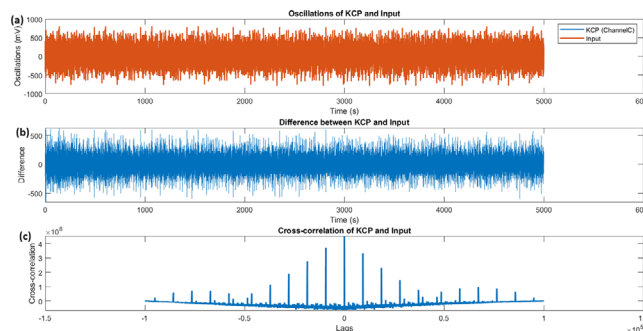 (a)
Oscillations of KCP and Input
1000
500
0
-500
-1000
Oscillations (mV)
KCP (ChannelC)
Input
0 1000 2000 3000 4000 5000
Time (s)
(b)
Difference between KCP and Input
500
0
-500
Difference
0 1000 2000 3000 4000 5000
Time (s)
(c)
Cross-correlation of KCP and Input
4
3
2
1
0
Cross-correlation
-1.5 -1 -0.5 0 0.5 1
Lags